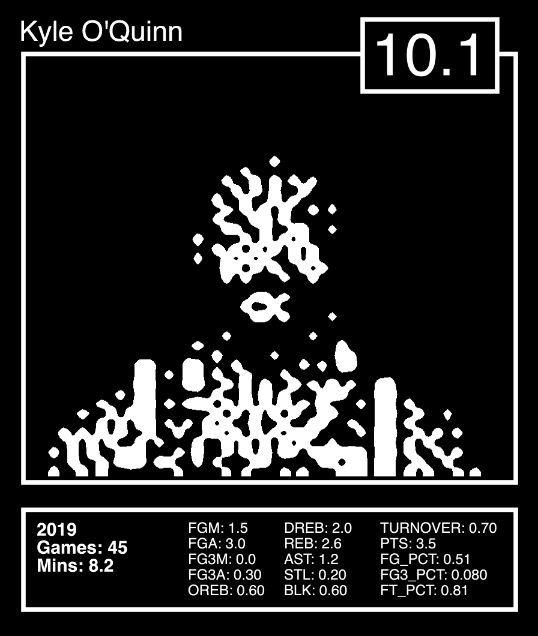 Kyle O'Quinn
10.1
2019
Games: 45
Mins: 8.2
FGM: 1.5
FGA: 3.0
FG3M: 0.0
FG3A: 0.30
OREB: 0.60
DREB: 2.0
REB: 2.6
AST: 1.2
STL: 0.20
BLK: 0.60
TURNOVER: 0.70
PTS: 3.5
FG_PCT: 0.51
FG3_PCT: 0.080
FT_PCT: 0.81